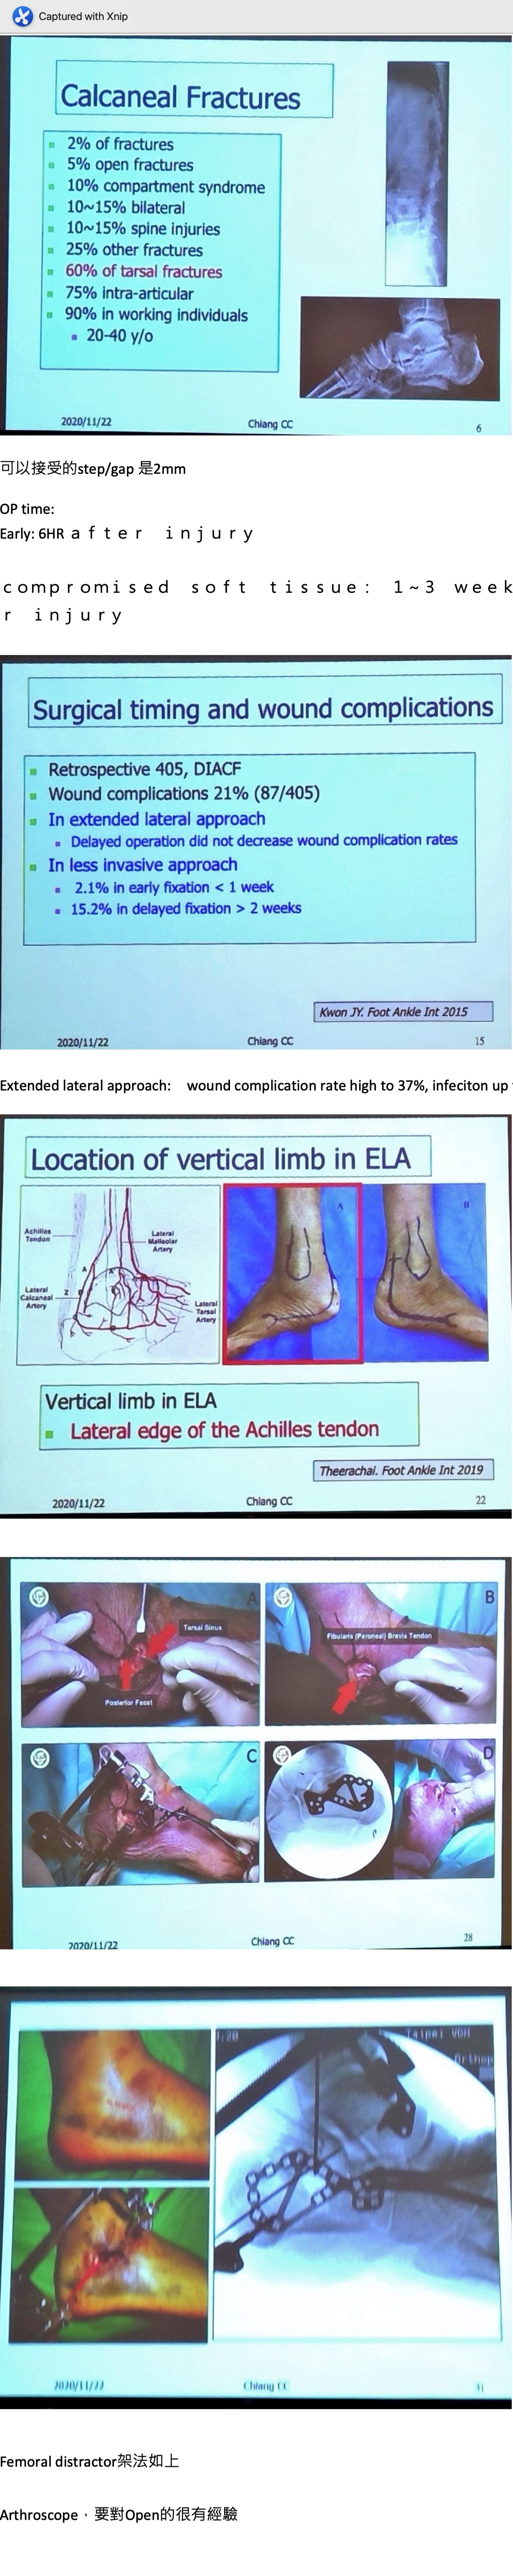 Captured with Xnip
Calcaneal Fractures
2% of fractures
5% open fractures
10% compartment syndrome
10~15% bilateral
10~15% spine injuries
25% other fractures
60% of tarsal fractures
75% intra-articular
90% in working individuals
20-40 y/o
2020/11/22 Chiang CC 6
可以接受的step/gap 是2mm
OP time:
Early: 6HR after injury
compromised soft tissue: 1~3 week
r injury
Surgical timing and wound complications
Retrospective 405, DIACF
Wound complications 21% (87/405)
In extended lateral approach
Delayed operation did not decrease wound complication rates
In less invasive approach
2.1% in early fixation < 1 week
15.2% in delayed fixation > 2 weeks
Kwon JY. Foot Ankle Int 2015
2020/11/22 Chiang CC 15
Extended lateral approach: wound complication rate high to 37%, infeciton up
Location of vertical limb in ELA
Achilles Tendon
Lateral Malleolar Artery
Lateral Calcaneal Artery
Lateral Tarsal Artery
A B
Vertical limb in ELA
Lateral edge of the Achilles tendon
Theerachai. Foot Ankle Int 2019
2020/11/22 Chiang CC 22
A B
Tarsal Sinus
Fibularis (Peroneal) Brevis Tendon
Posterior Facet
C D
2020/11/22 Chiang CC 28
Taipei VGH
Orthop
2020/11/22 Chiang CC 31
Femoral distractor架法如上
Arthroscope，要對Open的很有經驗